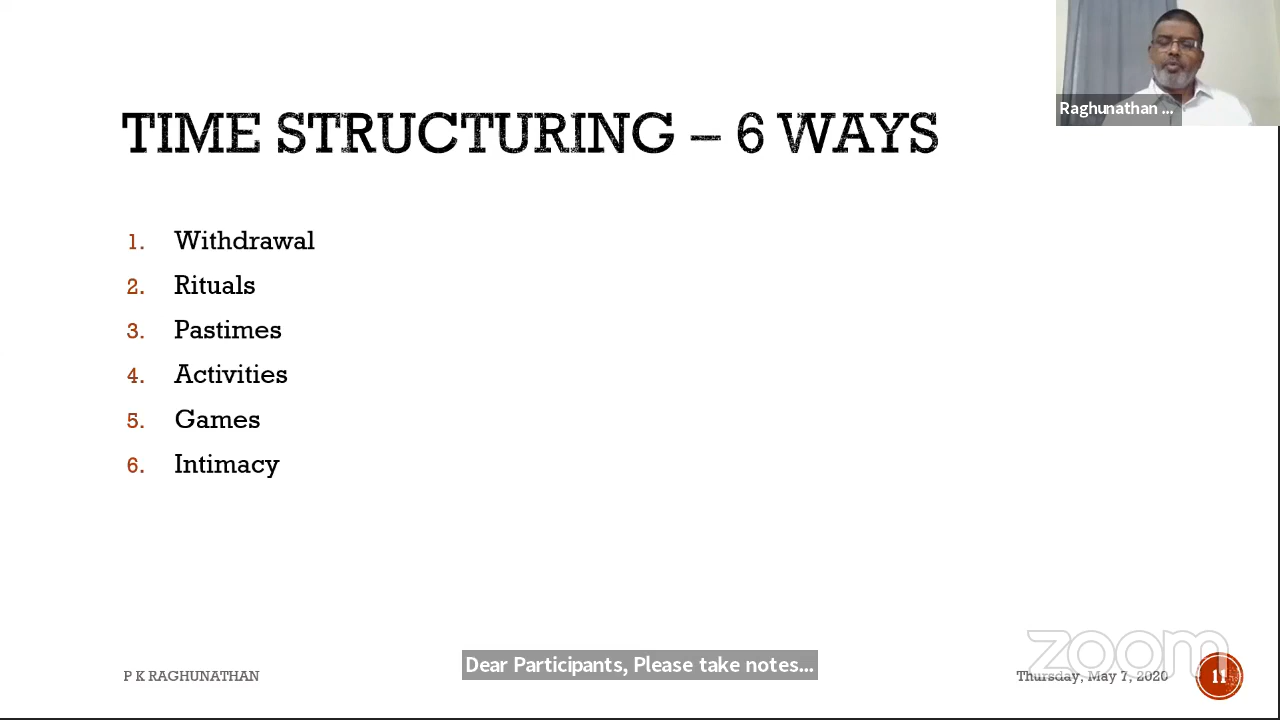 Raghunathan ...
TIME STRUCTURING – 6 WAYS
1. Withdrawal
2. Rituals
3. Pastimes
4. Activities
5. Games
6. Intimacy
Dear Participants, Please take notes...
zoom
P K RAGHUNATHAN
Thursday, May 7, 2020
11